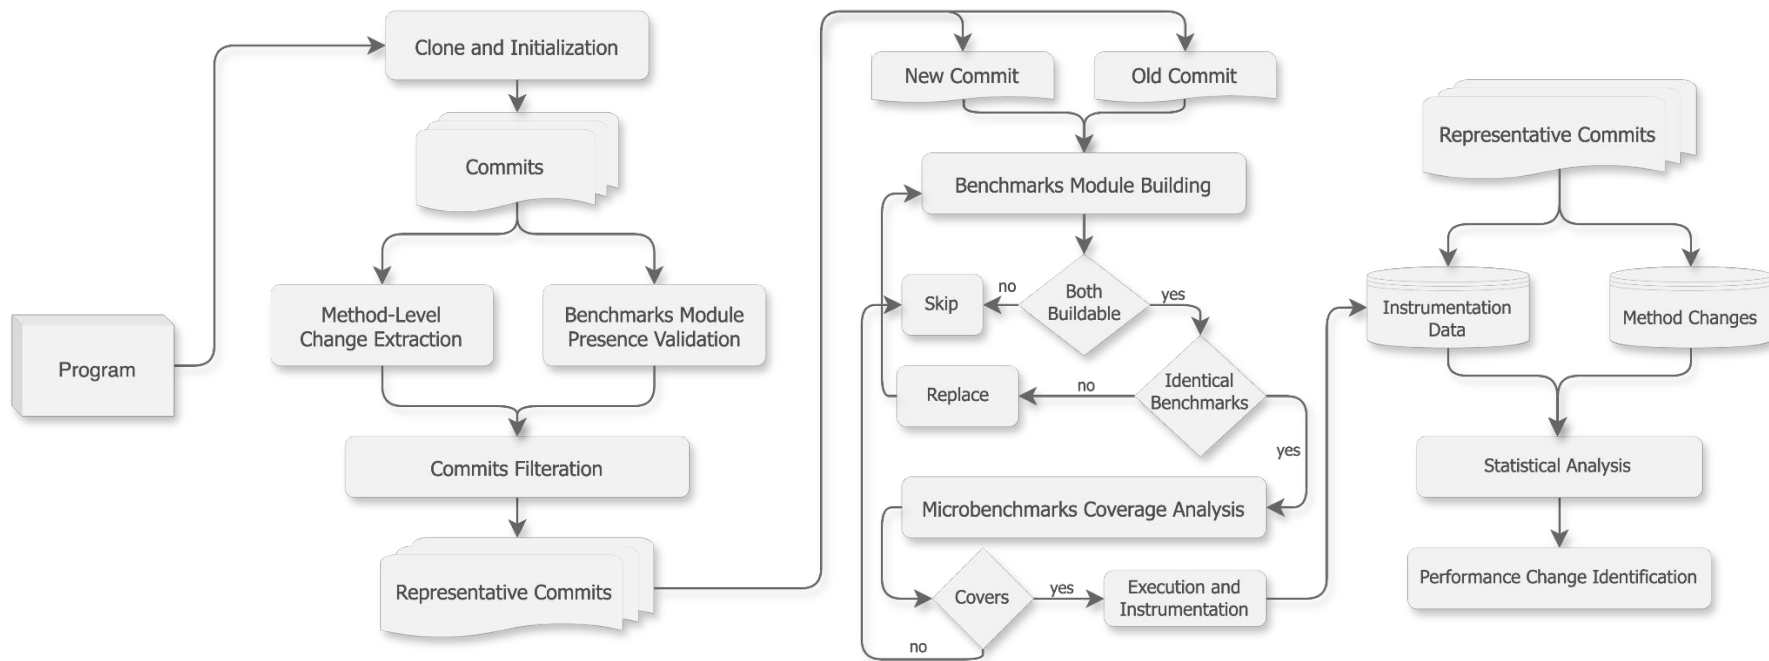 Program
Clone and Initialization
Commits
Method-Level
Change Extraction
Benchmarks Module
Presence Validation
Commits Filteration
Representative Commits
New Commit
Old Commit
Benchmarks Module Building
Both
Buildable
no
yes
Skip
Identical
Benchmarks
no
yes
Replace
Microbenchmarks Coverage Analysis
Covers
yes
no
Execution and
Instrumentation
Representative Commits
Instrumentation
Data
Method Changes
Statistical Analysis
Performance Change Identification